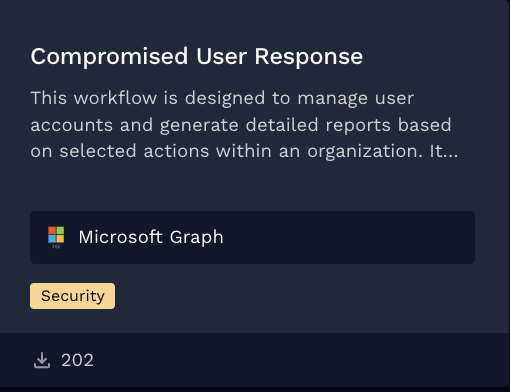 Compromised User Response
This workflow is designed to manage user
accounts and generate detailed reports based
on selected actions within an organization. It...
Microsoft Graph
Security
202